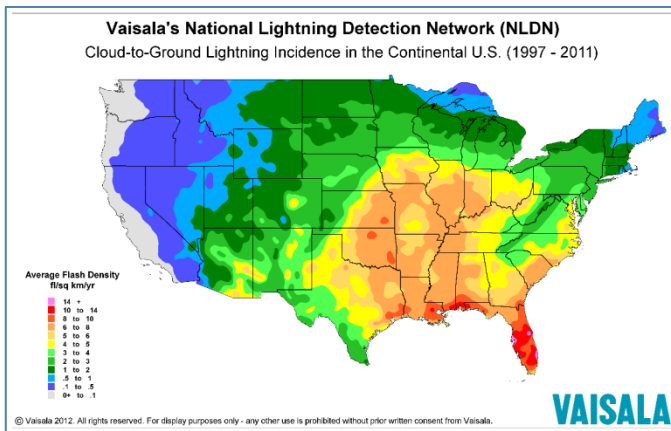 Vaisala's National Lightning Detection Network (NLDN)
Cloud-to-Ground Lightning Incidence in the Continental U.S. (1997 - 2011)
Average Flash Density
fl/sq km/yr
14 +
10 to 14
8 to 10
6 to 8
5 to 6
4 to 5
3 to 4
2 to 3
1 to 2
.5 to 1
.1 to .5
0+ to .1
© Vaisala 2012. All rights reserved. For display purposes only - any other use is prohibited without prior written consent from Vaisala.
VAISALA